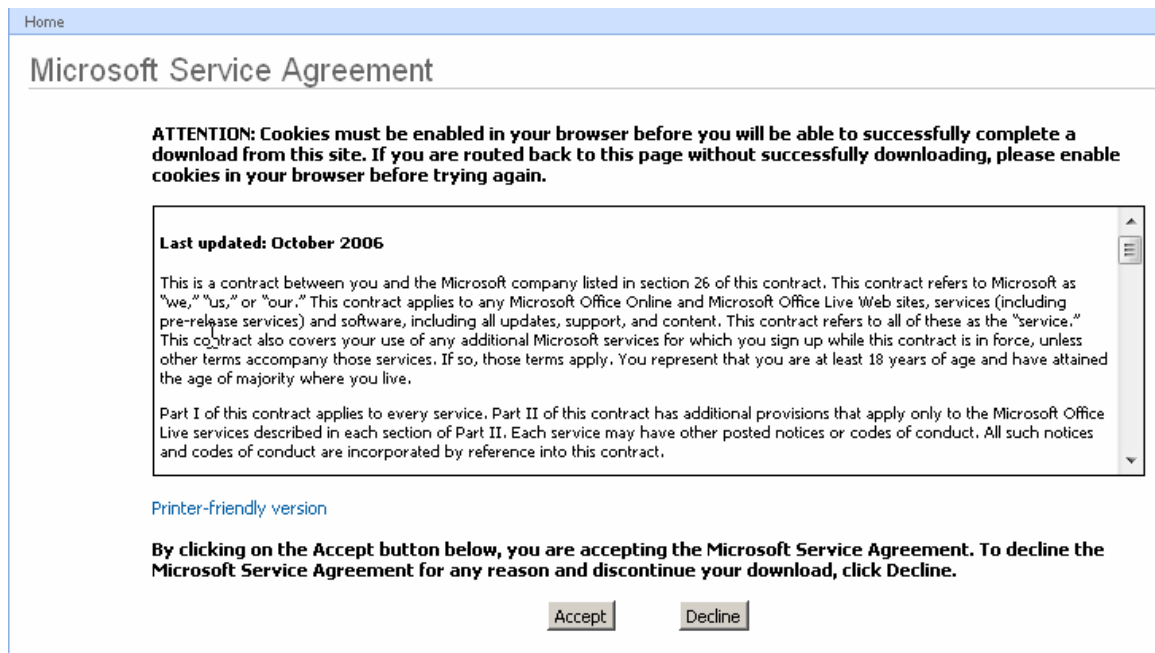 Home
Microsoft Service Agreement
ATTENTION: Cookies must be enabled in your browser before you will be able to successfully complete a
download from this site. If you are routed back to this page without successfully downloading, please enable
cookies in your browser before trying again.
Last updated: October 2006
This is a contract between you and the Microsoft company listed in section 26 of this contract. This contract refers to Microsoft as
"we," "us," or "our." This contract applies to any Microsoft Office Online and Microsoft Office Live Web sites, services (including
pre-release services) and software, including all updates, support, and content. This contract refers to all of these as the "service."
This contract also covers your use of any additional Microsoft services for which you sign up while this contract is in force, unless
other terms accompany those services. If so, those terms apply. You represent that you are at least 18 years of age and have attained
the age of majority where you live.
Part I of this contract applies to every service. Part II of this contract has additional provisions that apply only to the Microsoft Office
Live services described in each section of Part II. Each service may have other posted notices or codes of conduct. All such notices
and codes of conduct are incorporated by reference into this contract.
Printer-friendly version
By clicking on the Accept button below, you are accepting the Microsoft Service Agreement. To decline the
Microsoft Service Agreement for any reason and discontinue your download, click Decline.
Accept Decline